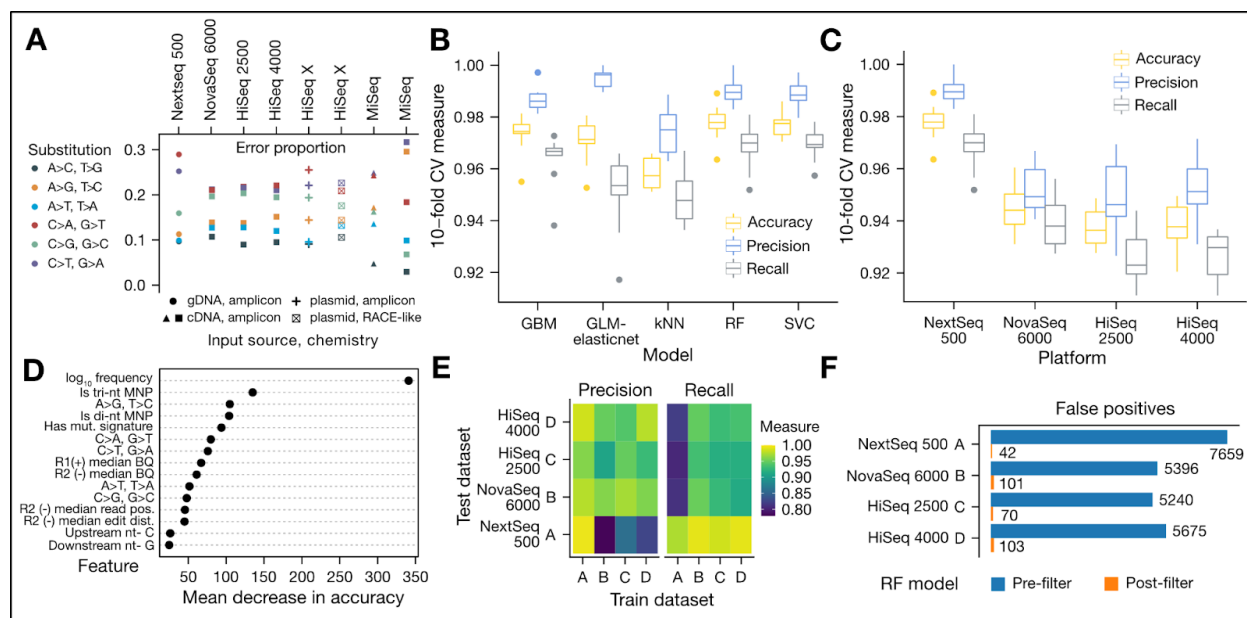 A
Nextseq 500
NovaSeq 6000
HiSeq 2500
HiSeq 4000
HiSeq X
HiSeq X
MiSeq
MiSeq
Substitution
A>C, T>G
A>G, T>C
A>T, T>A
C>A, G>T
C>G, G>C
C>T, G>A
Error proportion
0.3
0.2
0.1
0.0
gDNA, amplicon
plasmid, amplicon
cDNA, amplicon
plasmid, RACE-like
Input source, chemistry
B
10-fold CV measure
1.00
0.98
0.96
0.94
0.92
Accuracy
Precision
Recall
GBM
GLM-
elasticnet
kNN
RF
SVC
Model
C
10-fold CV measure
1.00
0.98
0.96
0.94
0.92
Accuracy
Precision
Recall
NextSeq
500
NovaSeq
6000
HiSeq
2500
HiSeq
4000
Platform
D
log10 frequency
Is tri-nt MNP
A>G, T>C
Is di-nt MNP
Has mut. signature
C>A, G>T
C>T, G>A
R1(+) median BQ
R2 (-) median BQ
A>T, T>A
C>G, G>C
R2 (-) median read pos.
R2 (-) median edit dist.
Upstream nt- C
Downstream nt- G
Feature
50
100
150
200
250
300
350
Mean decrease in accuracy
E
Precision
Recall
Test dataset
HiSeq
4000 D
HiSeq
2500 C
NovaSeq
6000 B
NextSeq
500 A
A B C D
A B C D
Train dataset
Measure
1.00
0.95
0.90
0.85
0.80
F
False positives
NextSeq 500 A
7659
42
NovaSeq 6000 B
5396
101
HiSeq 2500 C
5240
70
HiSeq 4000 D
5675
103
RF model
Pre-filter
Post-filter